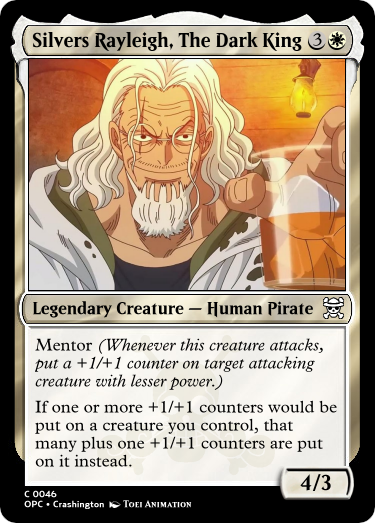 Silvers Rayleigh, The Dark King 3
Legendary Creature — Human Pirate
Mentor (Whenever this creature attacks,
put a +1/+1 counter on target attacking
creature with lesser power.)
If one or more +1/+1 counters would be
put on a creature you control, that
many plus one +1/+1 counters are put
on it instead.
4/3
C 0046
OPC • Crashington TOEI ANIMATION